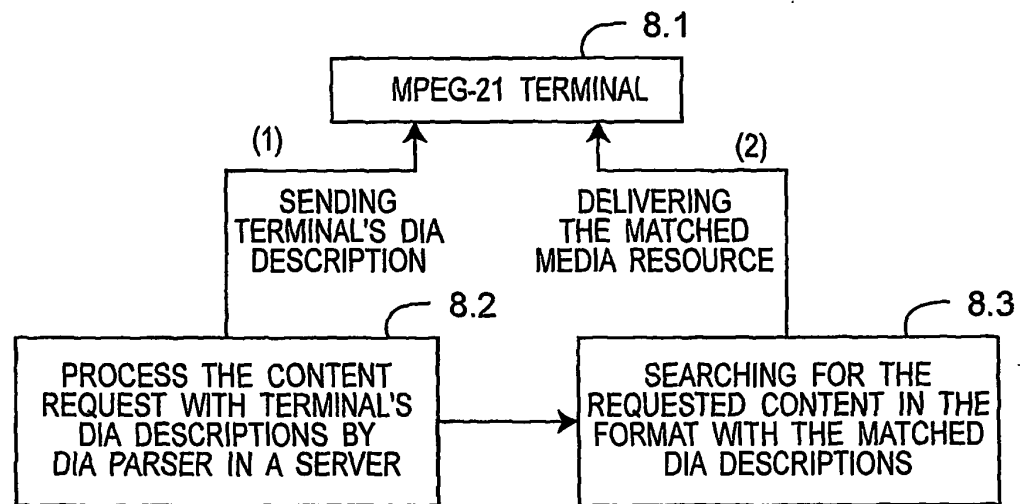 8.1
MPEG-21 TERMINAL
(1)
SENDING
TERMINAL'S DIA
DESCRIPTION
(2)
DELIVERING
THE MATCHED
MEDIA RESOURCE
8.2
PROCESS THE CONTENT
REQUEST WITH TERMINAL'S
DIA DESCRIPTIONS BY
DIA PARSER IN A SERVER
8.3
SEARCHING FOR THE
REQUESTED CONTENT IN THE
FORMAT WITH THE MATCHED
DIA DESCRIPTIONS